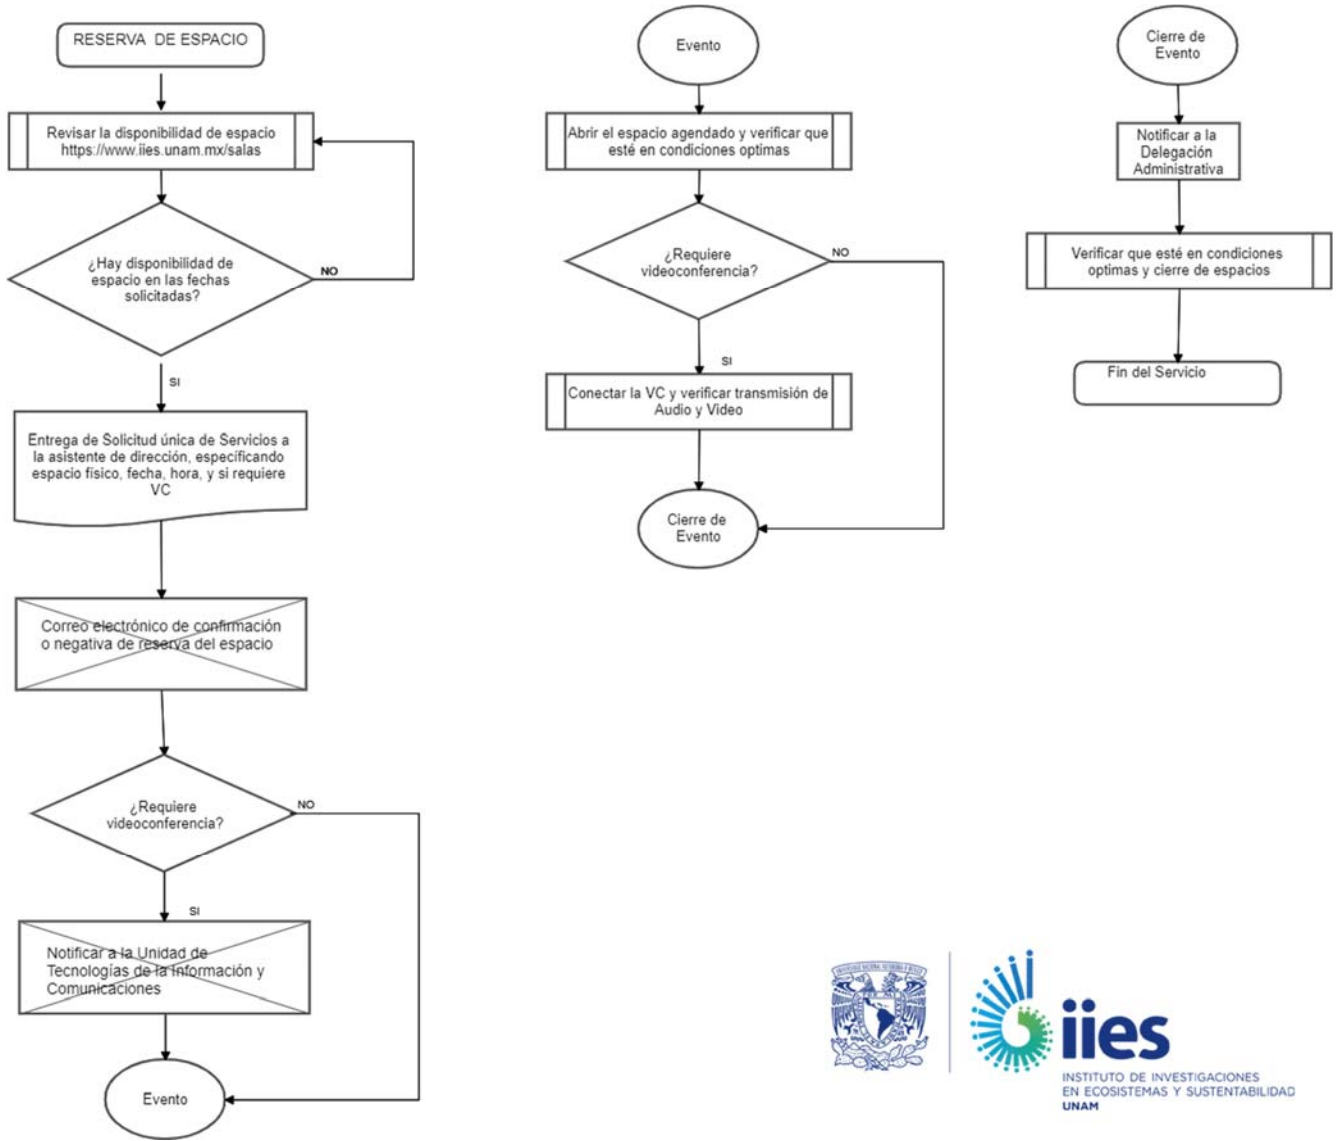 RESERVA DE ESPACIO
Revisar la disponibilidad de espacio
https://www.iies.unam.mx/salas
¿Hay disponibilidad de
espacio en las fechas
solicitadas?
NO
SI
Entrega de Solicitud única de Servicios a
la asistente de dirección, específicando
espacio físico, fecha, hora, y si requiere
VC
Correo electrónico de confirmación
o negativa de reserva del espacio
¿Requiere
videoconferencia?
NO
SI
Notificar a la Unidad de
Tecnologías de la Información y
Comunicaciones
Evento
Evento
Abrir el espacio agendado y verificar que
esté en condiciones optimas
¿Requiere
videoconferencia?
NO
SI
Conectar la VC y verificar transmisión de
Audio y Video
Cierre de
Evento
Cierre de
Evento
Notificar a la
Delegación
Administrativa
Verificar que esté en condiciones
optimas y cierre de espacios
Fin del Servicio
iies
INSTITUTO DE INVESTIGACIONES
EN ECOSISTEMAS Y SUSTENTABILIDAD
UNAM